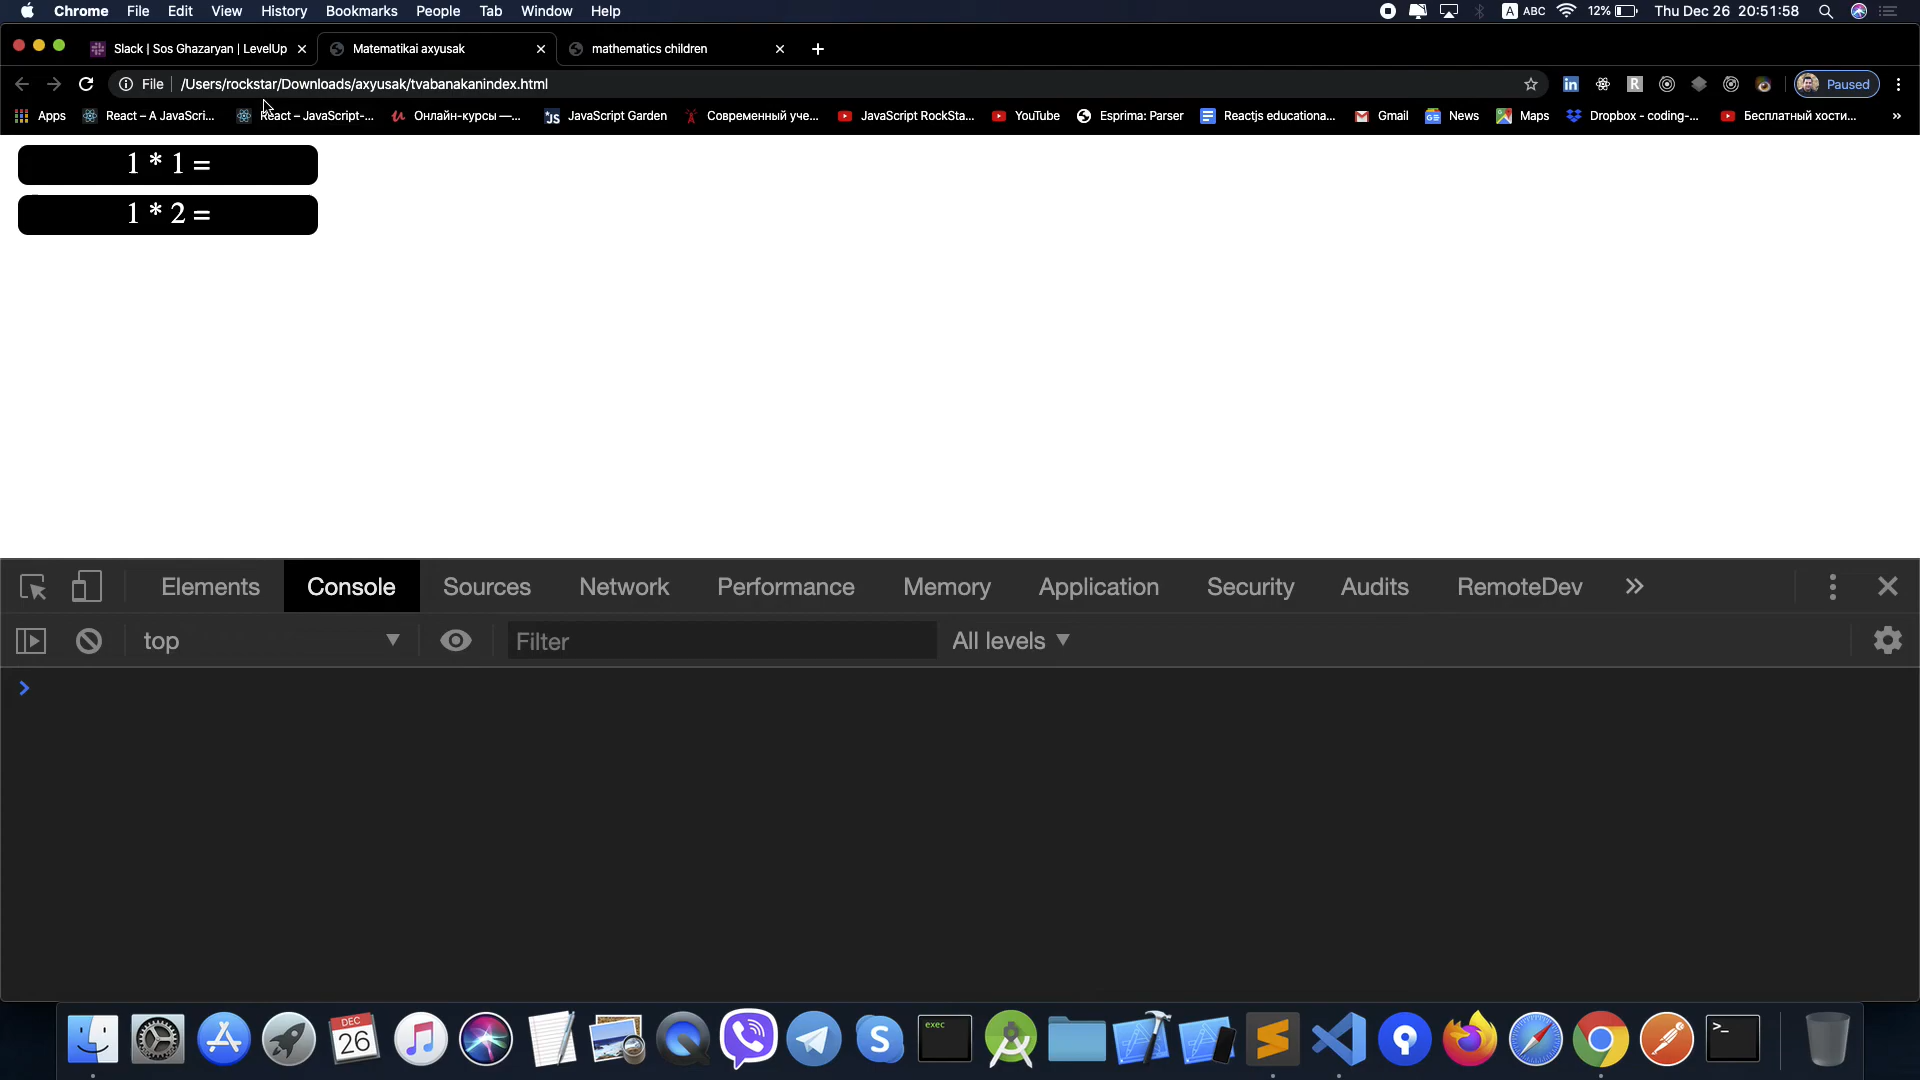 Chrome File Edit View History Bookmarks People Tab Window Help A ABC 12% Thu Dec 26 20:51:58
Slack | Sos Ghazaryan | LevelUp Matematikai axyusak mathematics children
File /Users/rockstar/Downloads/axyusak/tvabanakanindex.html Paused
Apps React – A JavaScri... React – JavaScript-... Онлайн-курсы —... JavaScript Garden Современный уче... JavaScript RockSta... YouTube Esprima: Parser Reactjs educationa... Gmail News Maps Dropbox - coding-... Бесплатный хости... »
1 * 1 =
1 * 2 =
Elements Console Sources Network Performance Memory Application Security Audits RemoteDev »
top Filter All levels
DEC
26
exec